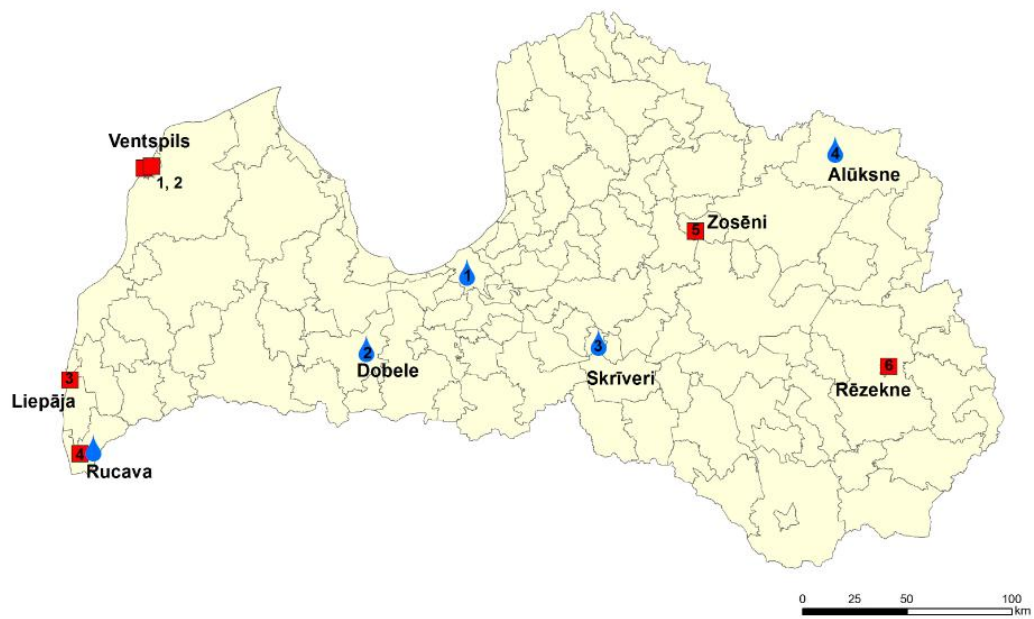 Ventspils
1, 2
4
Alūksne
5
Zosēni
1
2
Dobele
3
Skrīveri
6
Rēzekne
3
Liepāja
4
Rucava
0 25 50 100
km